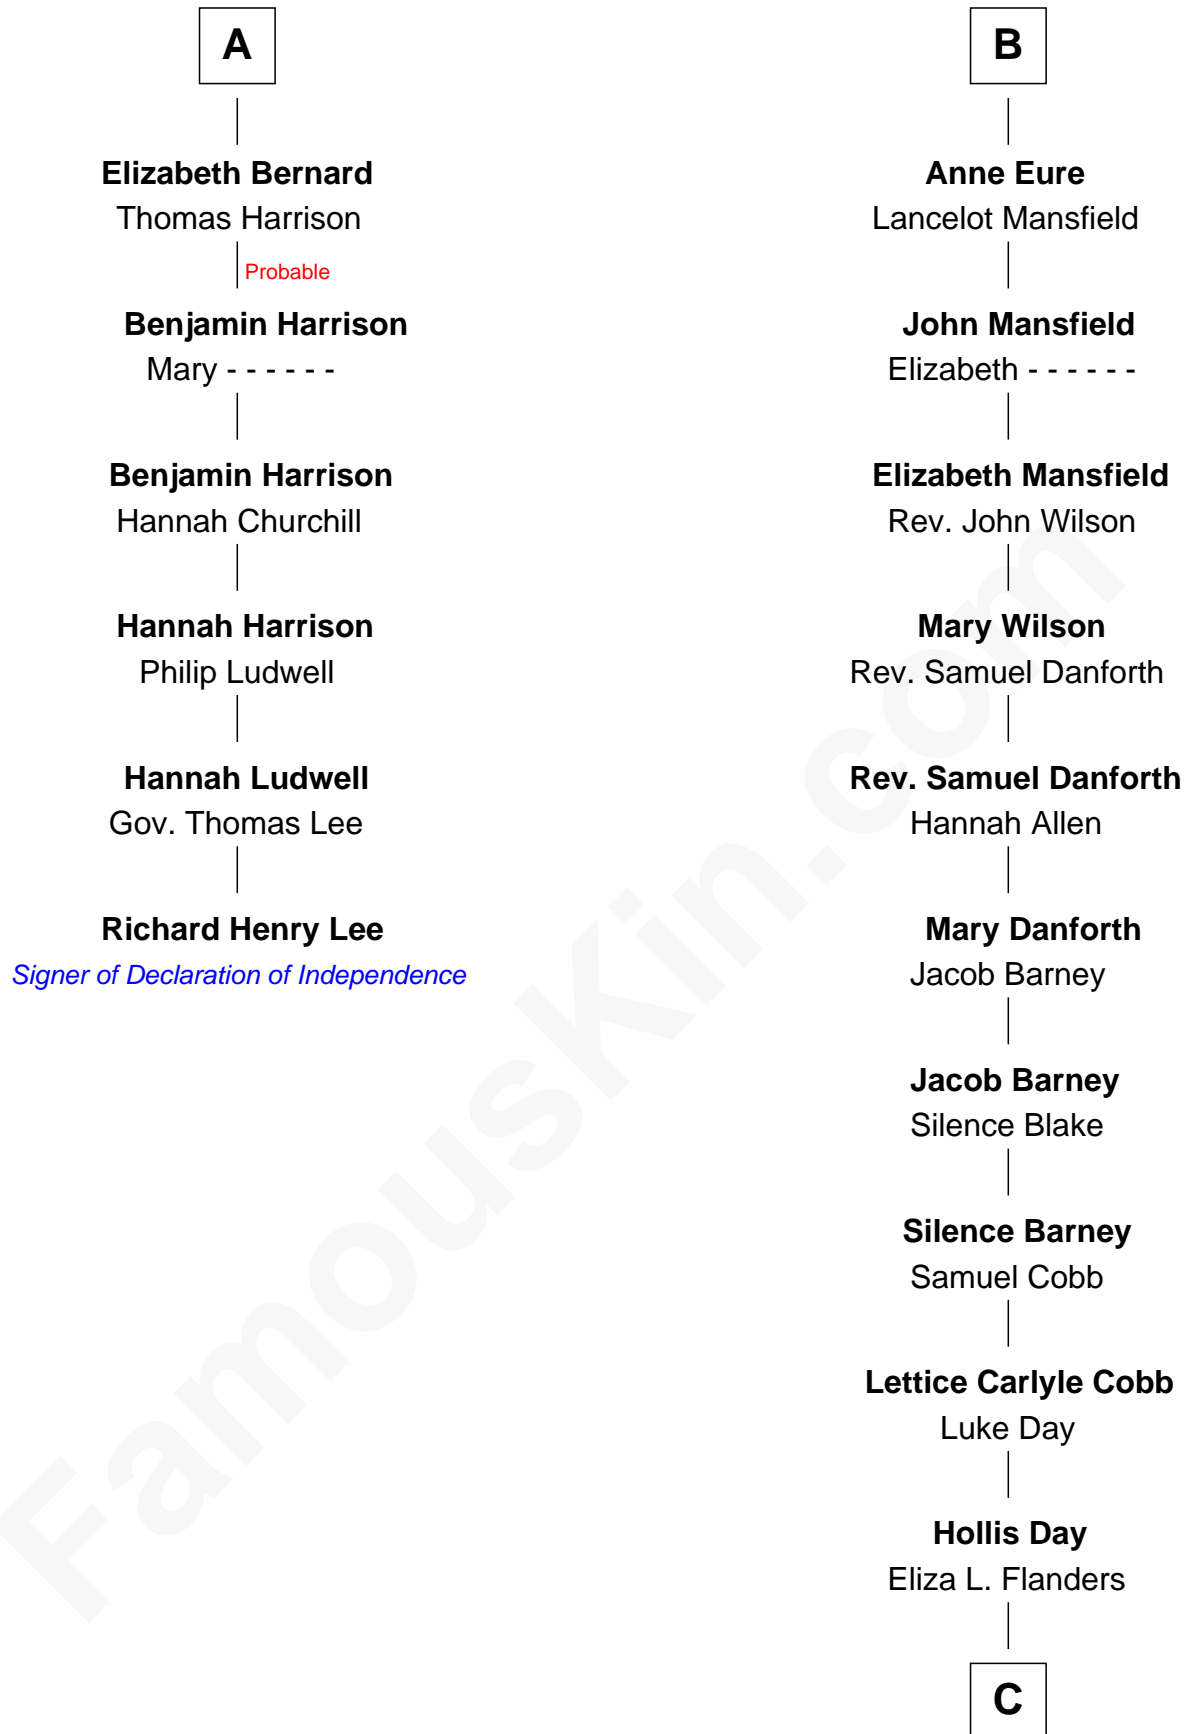 A
Elizabeth Bernard
Thomas Harrison
Probable
Benjamin Harrison
Mary - - - - - -
Benjamin Harrison
Hannah Churchill
Hannah Harrison
Philip Ludwell
Hannah Ludwell
Gov. Thomas Lee
Richard Henry Lee
Signer of Declaration of Independence
B
Anne Eure
Lancelot Mansfield
John Mansfield
Elizabeth - - - - - -
Elizabeth Mansfield
Rev. John Wilson
Mary Wilson
Rev. Samuel Danforth
Rev. Samuel Danforth
Hannah Allen
Mary Danforth
Jacob Barney
Jacob Barney
Silence Blake
Silence Barney
Samuel Cobb
Lettice Carlyle Cobb
Luke Day
Hollis Day
Eliza L. Flanders
C
FamousKin.com